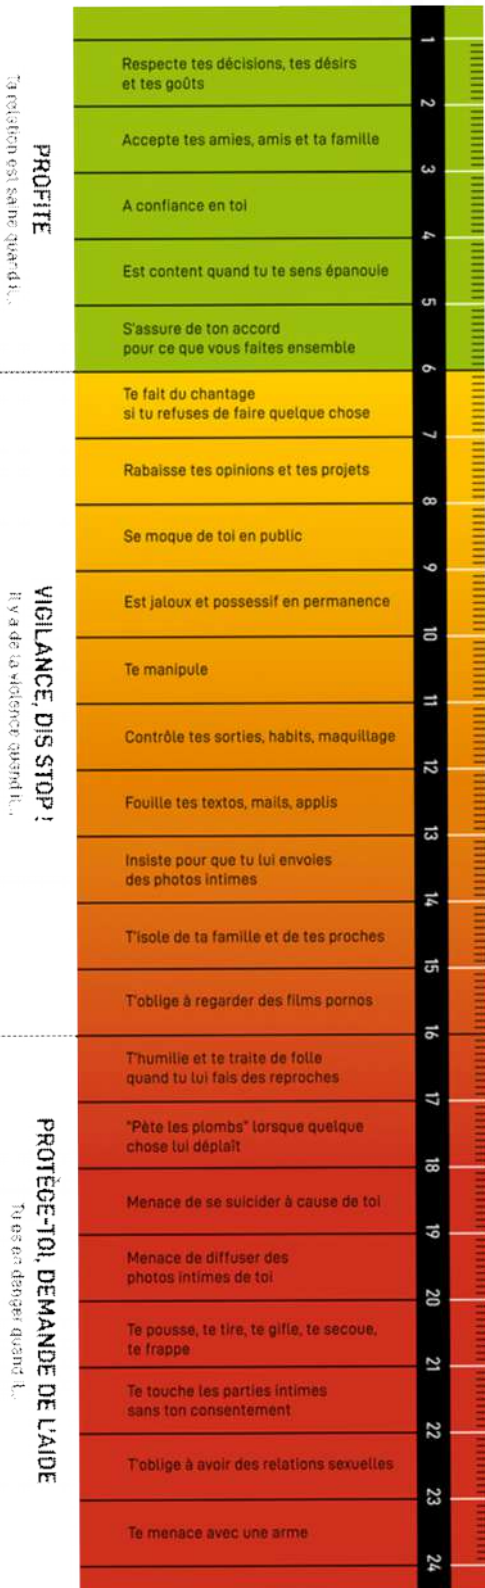 PROFITE
Ta relation est saine quand il...
1
Respecte tes décisions, tes désirs
et tes goûts
2
Accepte tes amies, amis et ta famille
3
A confiance en toi
4
Est content quand tu te sens épanouie
5
S'assure de ton accord
pour ce que vous faites ensemble
6
VIGILANCE, DIS STOP !
Il y a de la violence quand il...
Te fait du chantage
si tu refuses de faire quelque chose
7
Rabaisse tes opinions et tes projets
8
Se moque de toi en public
9
Est jaloux et possessif en permanence
10
Te manipule
11
Contrôle tes sorties, habits, maquillage
12
Fouille tes textos, mails, applis
13
Insiste pour que tu lui envoies
des photos intimes
14
T'isole de ta famille et de tes proches
15
T'oblige à regarder des films pornos
16
PROTÈGE-TOI, DEMANDE DE L'AIDE
Tu es en danger quand il...
T'humilie et te traite de folle
quand tu lui fais des reproches
17
"Pète les plombs" lorsque quelque
chose lui déplaît
18
Menace de se suicider à cause de toi
19
Menace de diffuser des
photos intimes de toi
20
Te pousse, te tire, te gifle, te secoue,
te frappe
21
Te touche les parties intimes
sans ton consentement
22
T'oblige à avoir des relations sexuelles
23
Te menace avec une arme
24